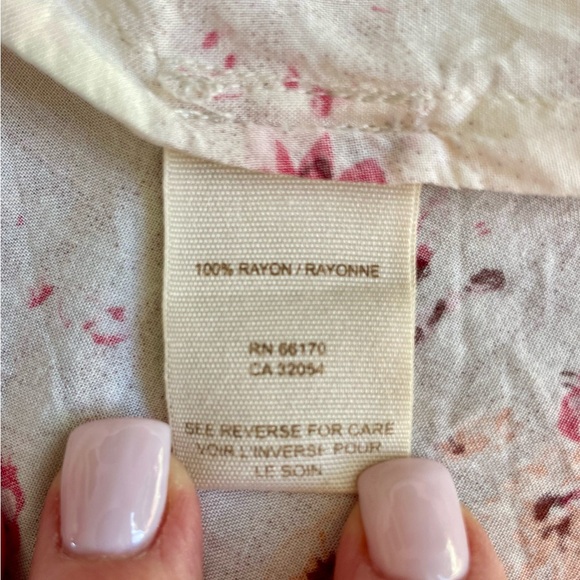 100% RAYON / RAYONNE
RN 66170
CA 32054
SEE REVERSE FOR CARE
VOIR L'INVERSE POUR
LE SOIN